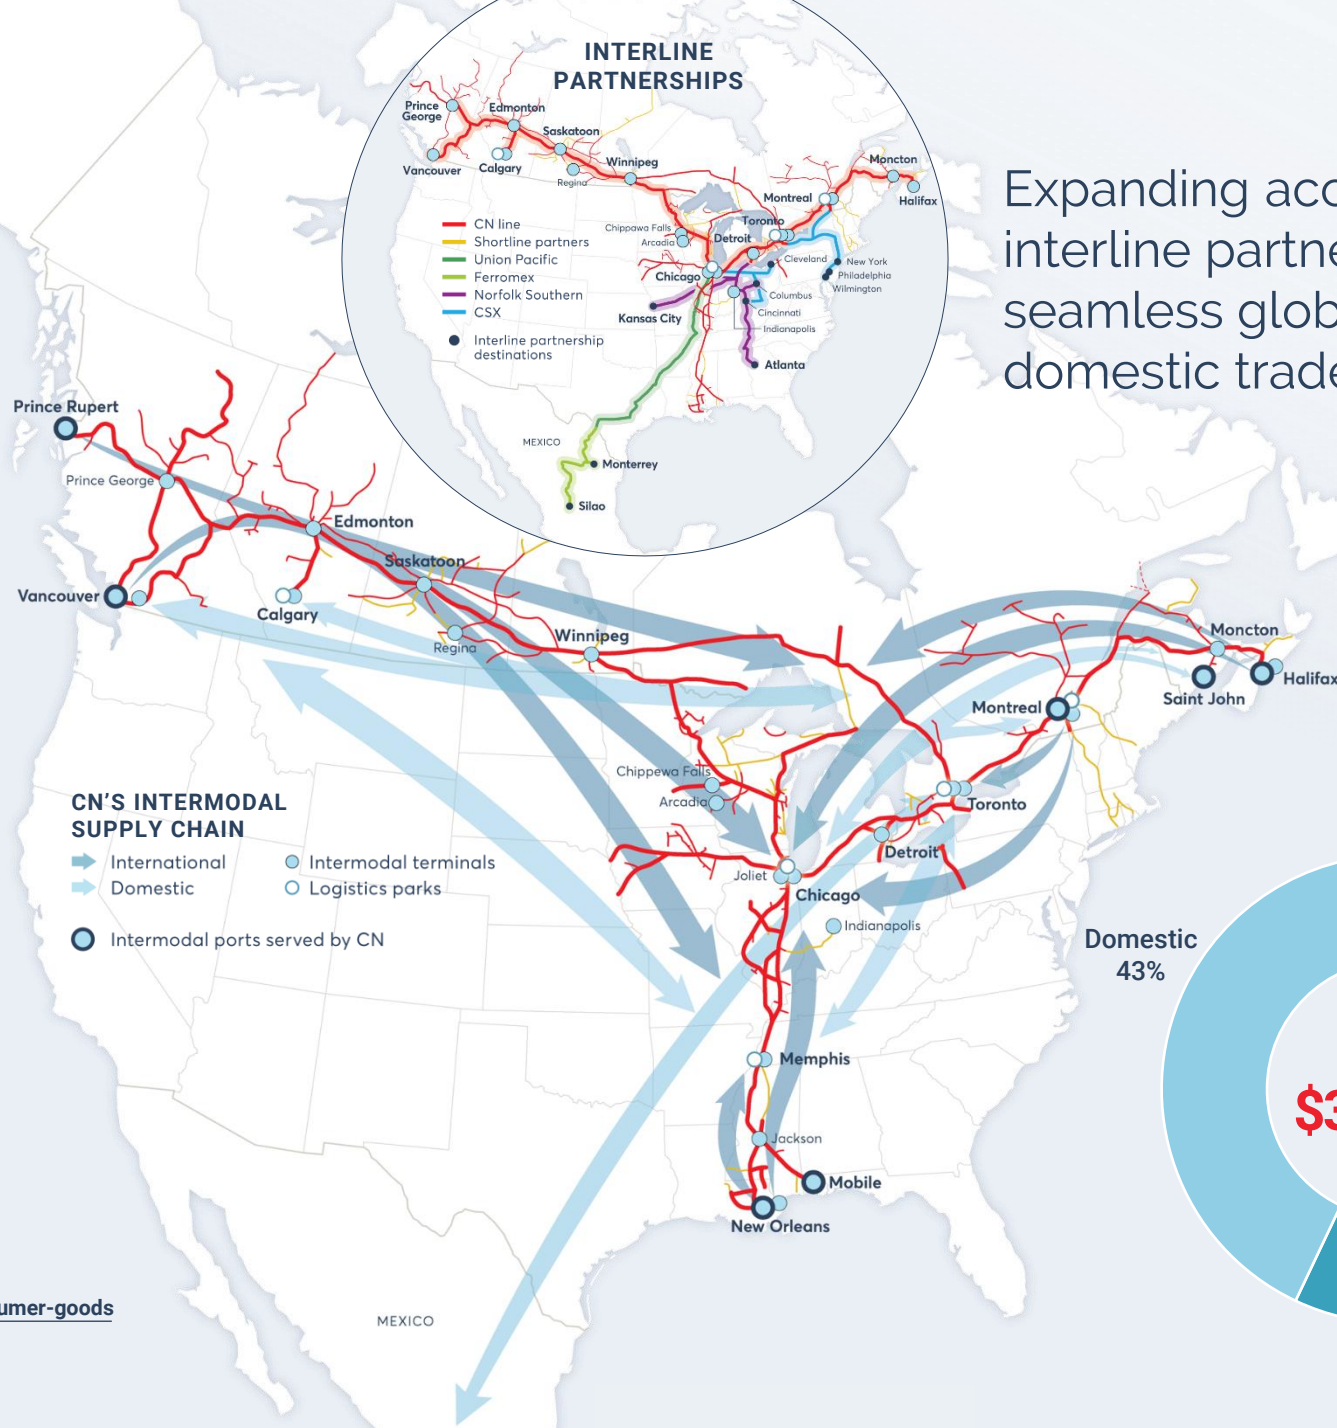 INTERLINE
PARTNERSHIPS
Prince
George
Edmonton
Saskatoon
Vancouver
Calgary
Regina
Winnipeg
Moncton
Montreal
Halifax
Chippawa Falls
Arcadia
Toronto
Detroit
Chicago
Cleveland
New York
Philadelphia
Wilmington
Columbus
Cincinnati
Indianapolis
Kansas City
Atlanta
CN line
Shortline partners
Union Pacific
Ferromex
Norfolk Southern
CSX
Interline partnership
destinations
MEXICO
Monterrey
Silao
Expanding acc
interline partne
seamless glob
domestic trade
Prince Rupert
Prince George
Edmonton
Saskatoon
Vancouver
Calgary
Regina
Winnipeg
Moncton
Halifax
Saint John
Montreal
Chippewa Falls
Arcadia
Toronto
Detroit
Joliet
Chicago
Indianapolis
CN'S INTERMODAL
SUPPLY CHAIN
International
Domestic
Intermodal terminals
Logistics parks
Intermodal ports served by CN
Domestic
43%
$3
Memphis
Jackson
Mobile
New Orleans
MEXICO
umer-goods